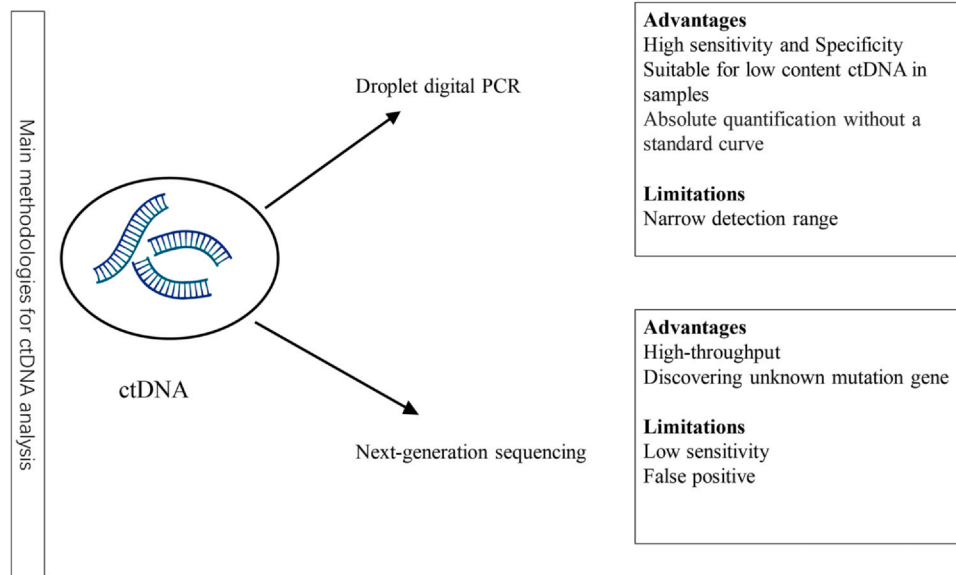 Main methodologies for ctDNA analysis
Droplet digital PCR
Advantages
High sensitivity and Specificity
Suitable for low content ctDNA in
samples
Absolute quantification without a
standard curve
Limitations
Narrow detection range
ctDNA
Next-generation sequencing
Advantages
High-throughput
Discovering unknown mutation gene
Limitations
Low sensitivity
False positive